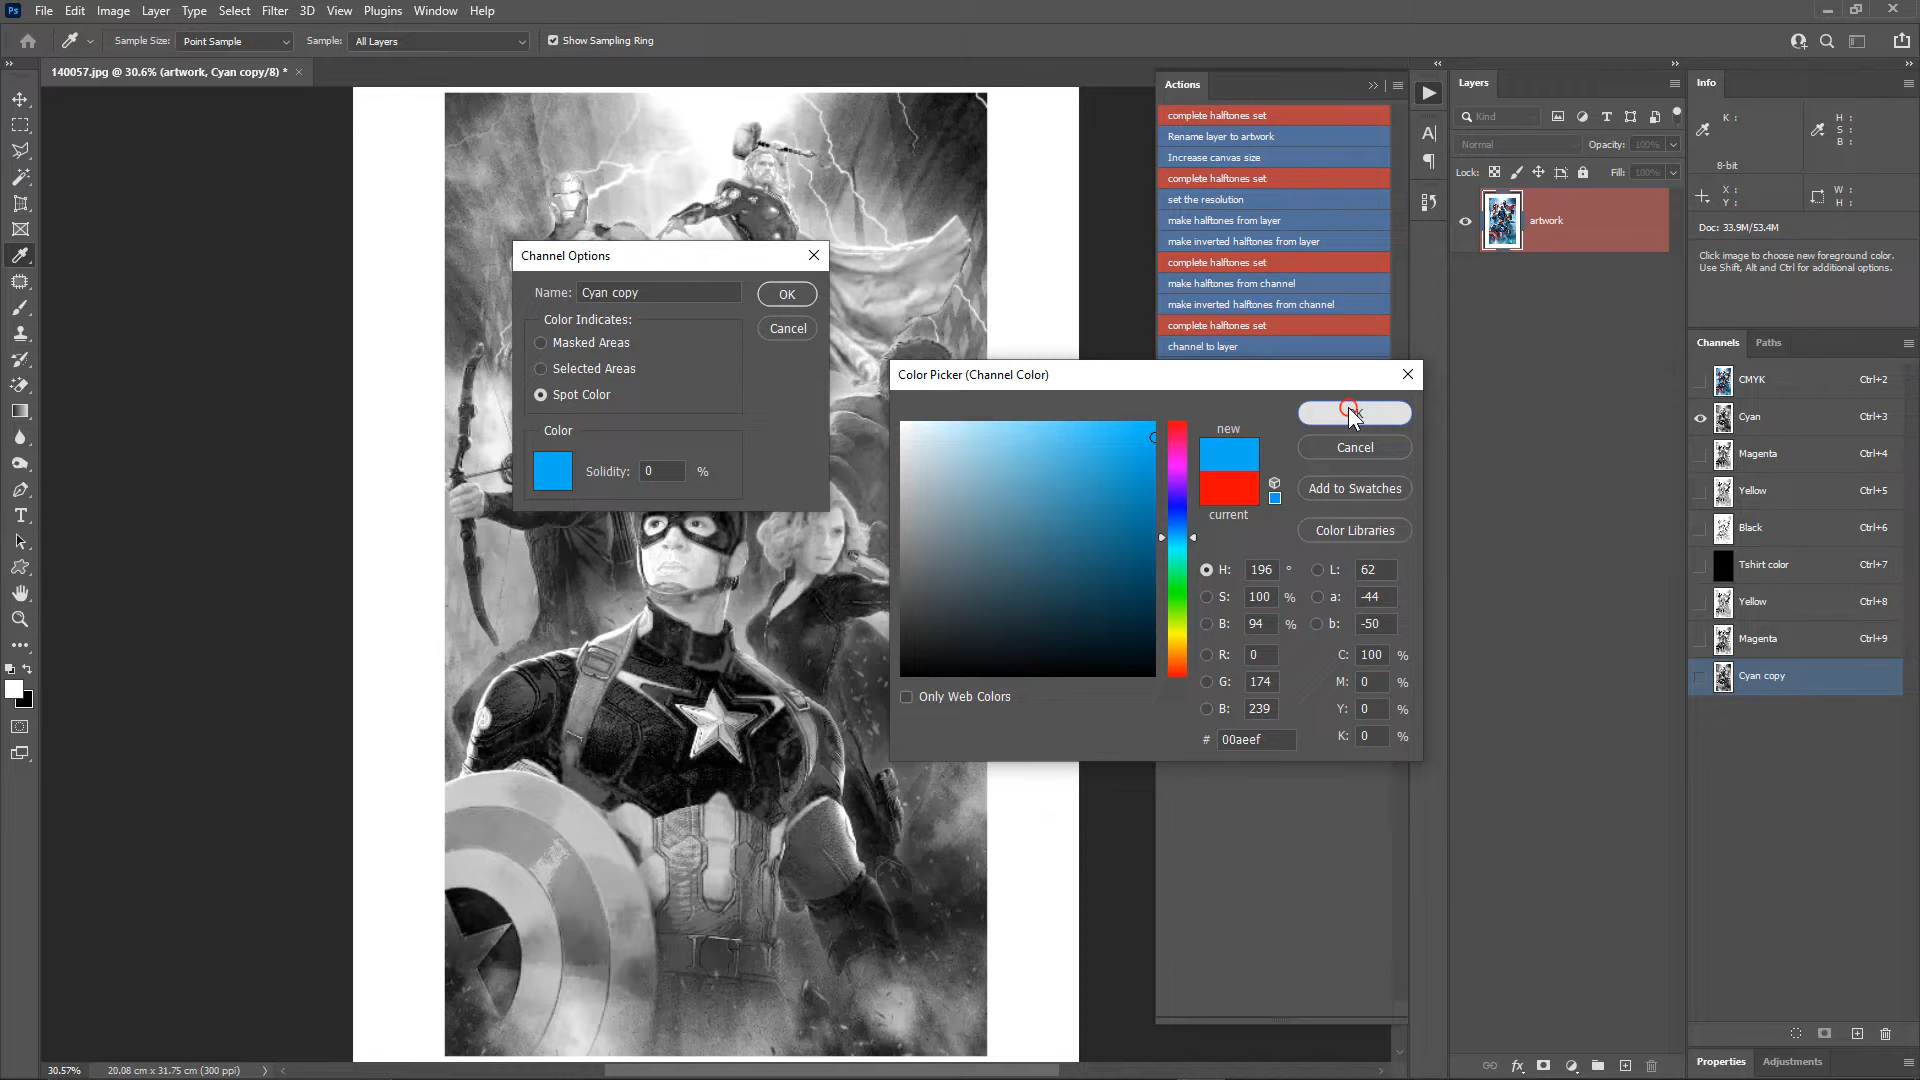 Ps File Edit Image Layer Type Select Filter 3D View Plugins Window Help
Sample Size: Point Sample Sample: All Layers Show Sampling Ring
140057.jpg @ 30.6% (artwork, Cyan copy/8) *
Actions
complete halftones set
Rename layer to artwork
Increase canvas size
complete halftones set
set the resolution
make halftones from layer
make inverted halftones from layer
complete halftones set
make halftones from channel
make inverted halftones from channel
complete halftones set
channel to layer
Channel Options
Name: Cyan copy
OK
Cancel
Color Indicates:
Masked Areas
Selected Areas
Spot Color
Color
Solidity: 0 %
Color Picker (Channel Color)
new
current
Cancel
Add to Swatches
Color Libraries
H: 196 ° L: 62
S: 100 % a: -44
B: 94 % b: -50
R: 0 C: 100 %
G: 174 M: 0 %
B: 239 Y: 0 %
# 00aeef K: 0 %
Only Web Colors
Layers
Kind
Normal Opacity: 100%
Lock: Fill: 100%
artwork
Info
K : H :
S :
B :
8-bit
X : W :
Y : H :
Doc: 33.9M/53.4M
Click image to choose new foreground color.
Use Shift, Alt and Ctrl for additional options.
Channels Paths
CMYK Ctrl+2
Cyan Ctrl+3
Magenta Ctrl+4
Yellow Ctrl+5
Black Ctrl+6
Tshirt color Ctrl+7
Yellow Ctrl+8
Magenta Ctrl+9
Cyan copy
Properties Adjustments
30.57% 20.08 cm x 31.75 cm (300 ppi)